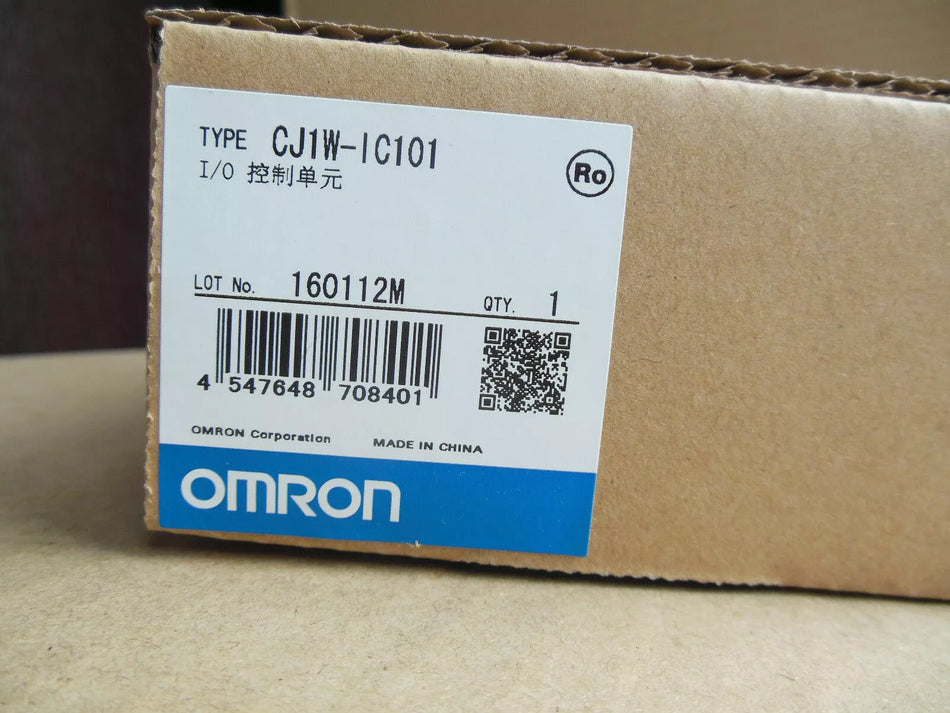 TYPE CJ1W-IC101
I/O 控制单元
Ro
LOT No. 160112M QTY. 1
4 547648 708401
OMRON Corporation MADE IN CHINA
OMRON